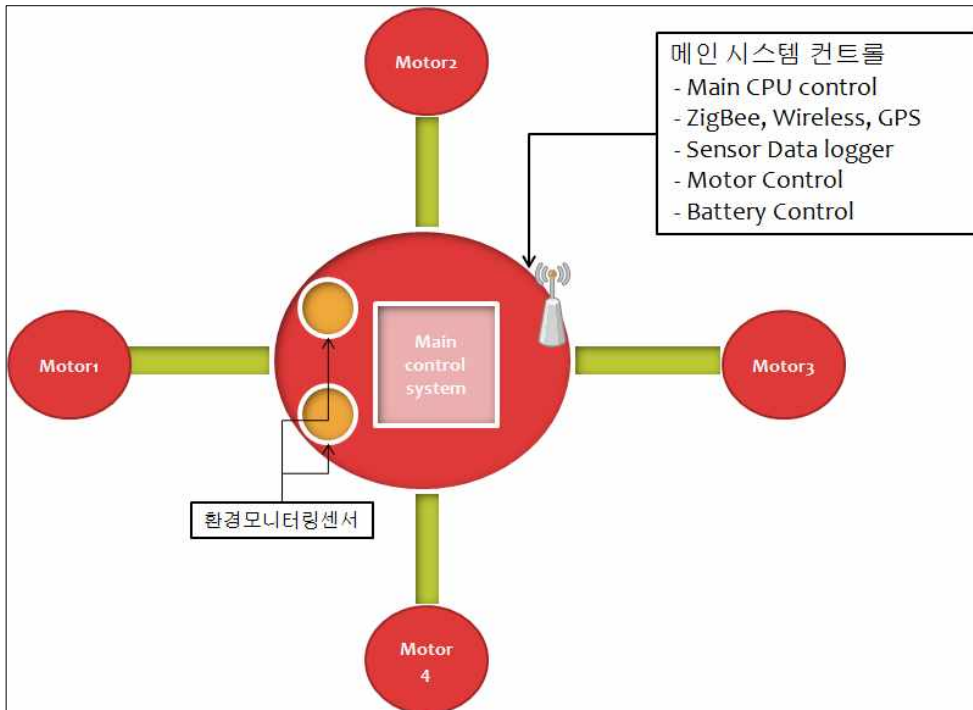 Motor2
메인 시스템 컨트롤
- Main CPU control
- ZigBee, Wireless, GPS
- Sensor Data logger
- Motor Control
- Battery Control
Motor1
Main
control
system
Motor3
환경모니터링센서
Motor
4